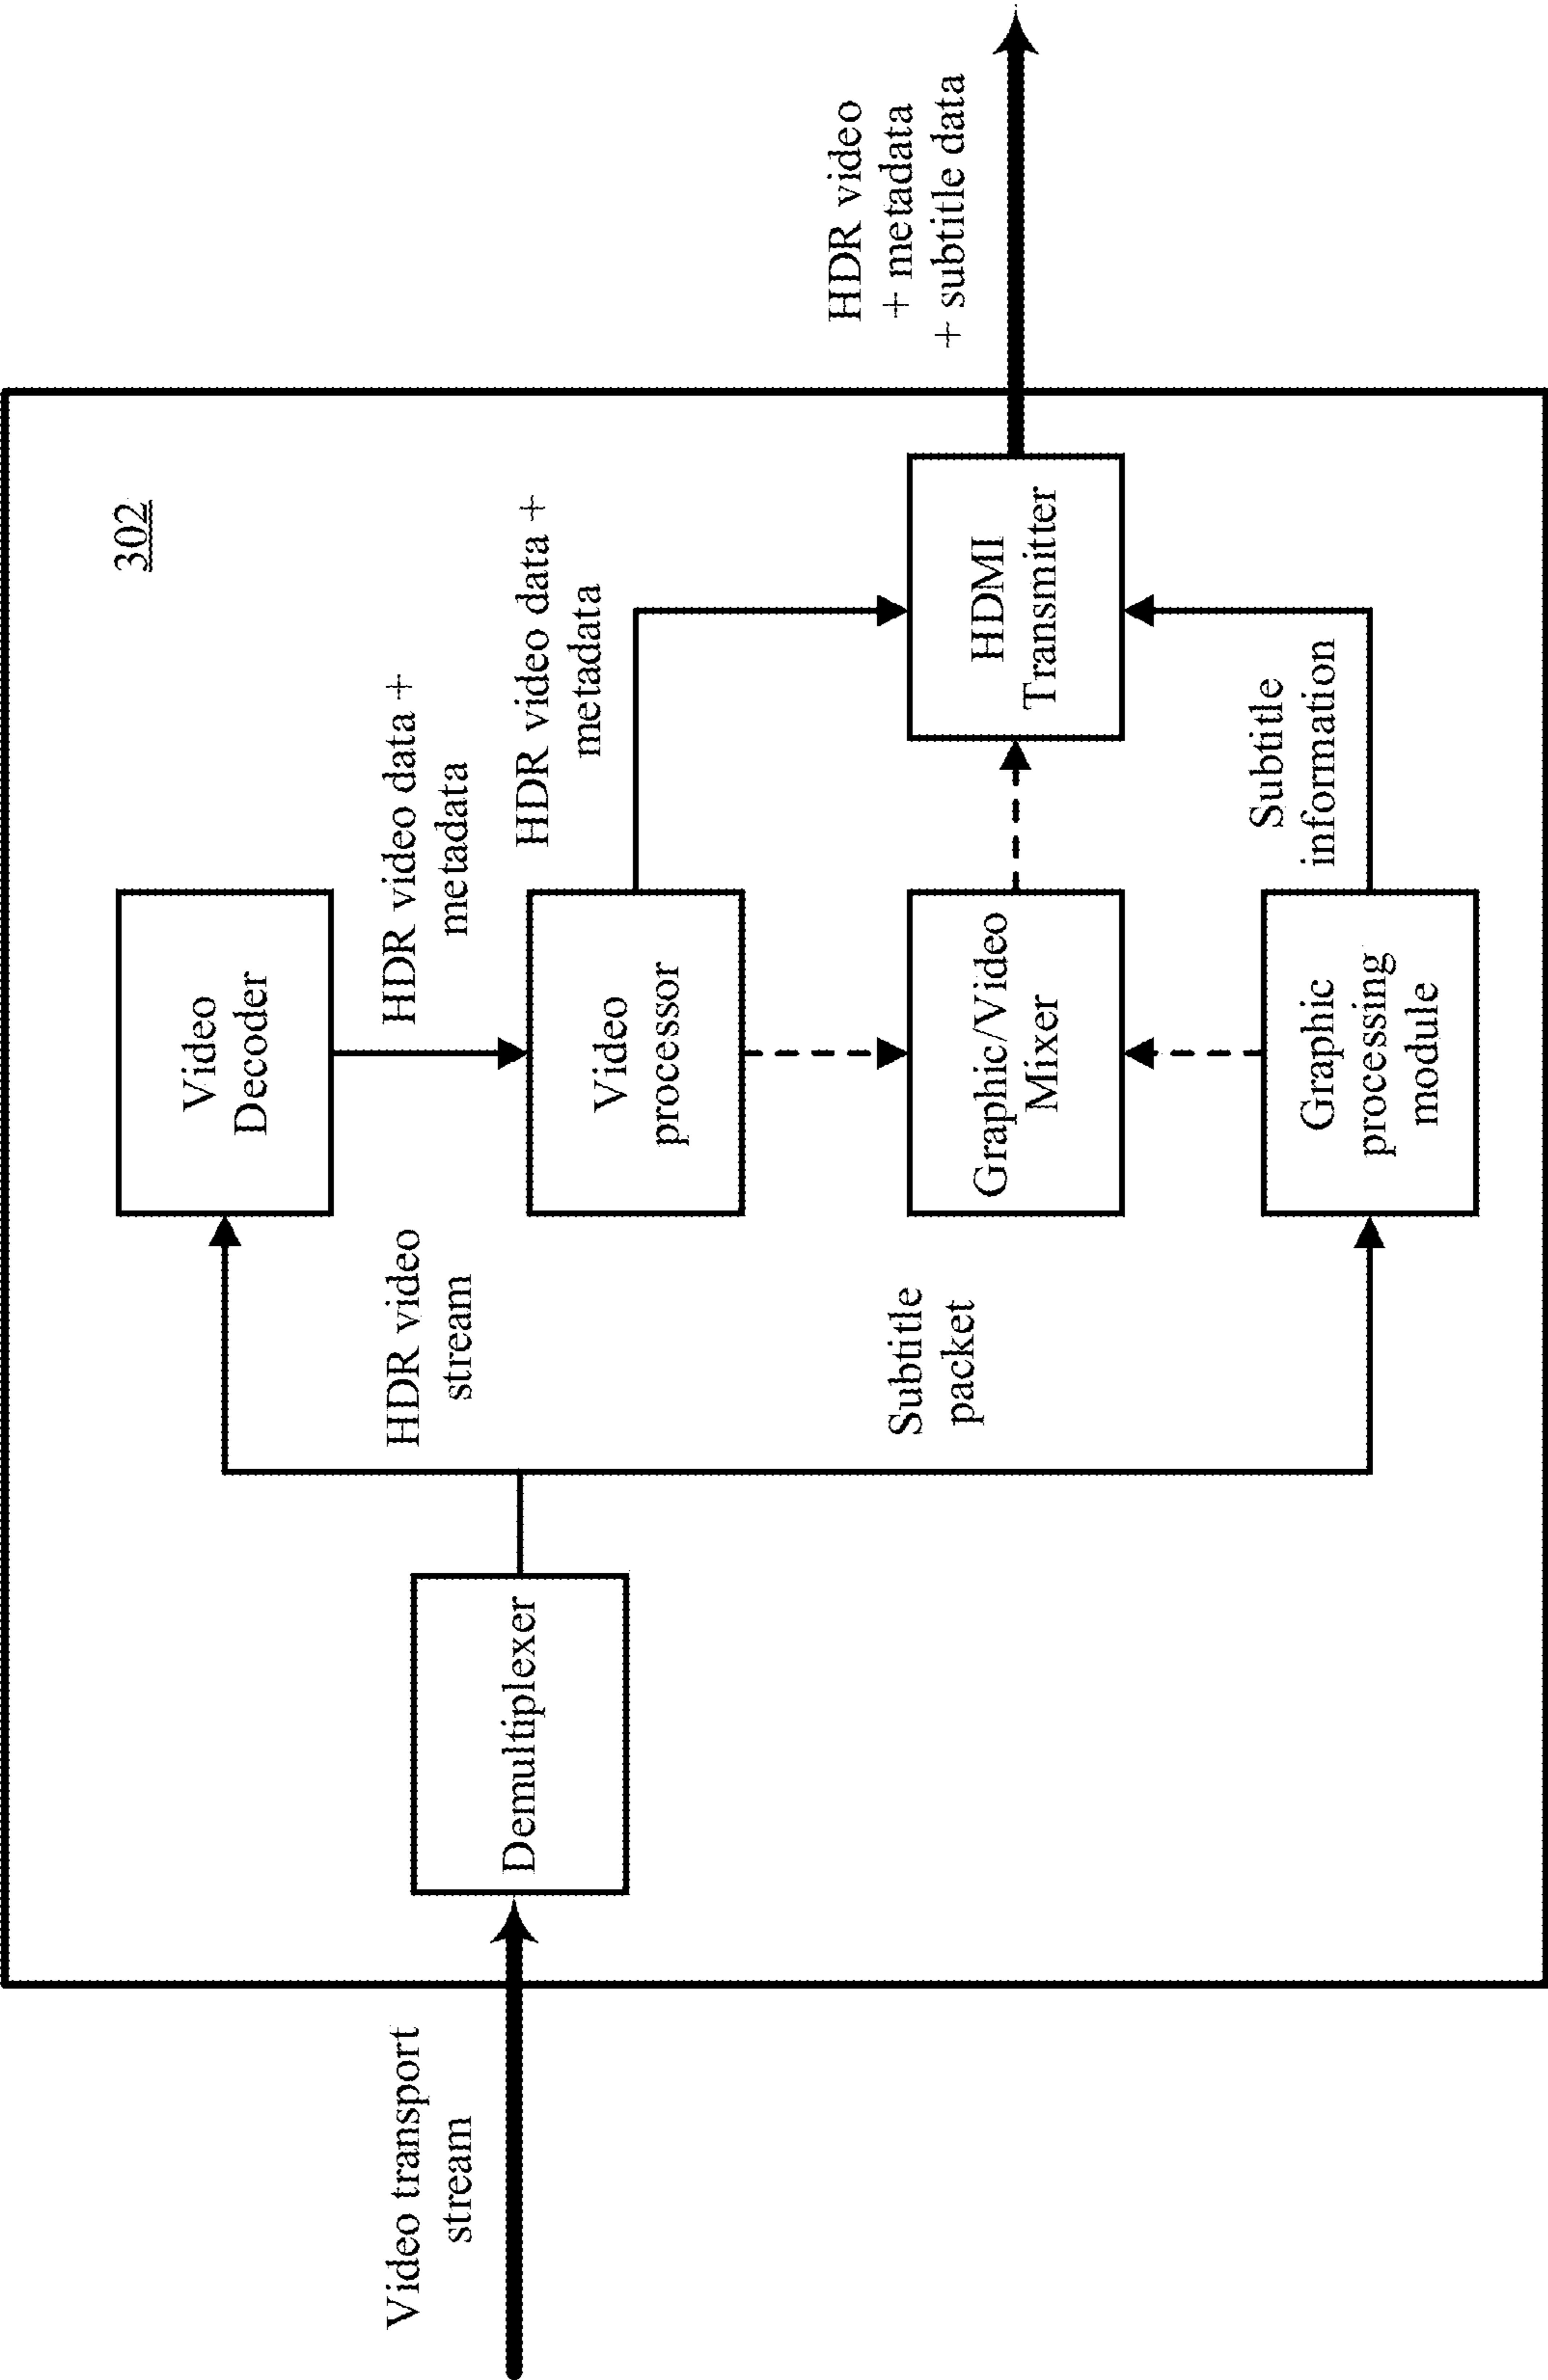 302
Video transport
stream
Demultiplexer
HDR video
stream
Subtitle
packet
Video
Decoder
HDR video data +
metadata
Video
processor
HDR video data +
metadata
Graphic/Video
Mixer
Graphic
processing
module
Subtitle
information
HDMI
Transmitter
HDR video
+ metadata
+ subtitle data